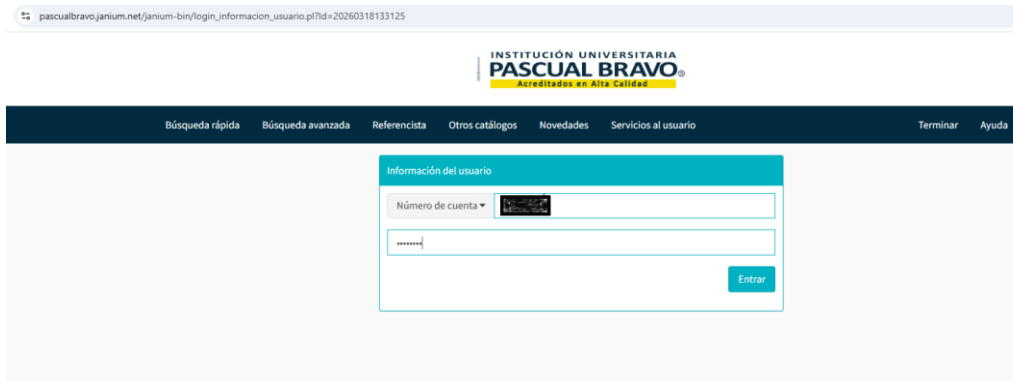 pascualbravo.janium.net/janium-bin/login_informacion_usuario.pl?Id=20260318133125
INSTITUCIÓN UNIVERSITARIA
PASCUAL BRAVO®
Acreditados en Alta Calidad
Búsqueda rápida Búsqueda avanzada Referencista Otros catálogos Novedades Servicios al usuario Terminar Ayuda
Información del usuario
Número de cuenta
••••••••
Entrar